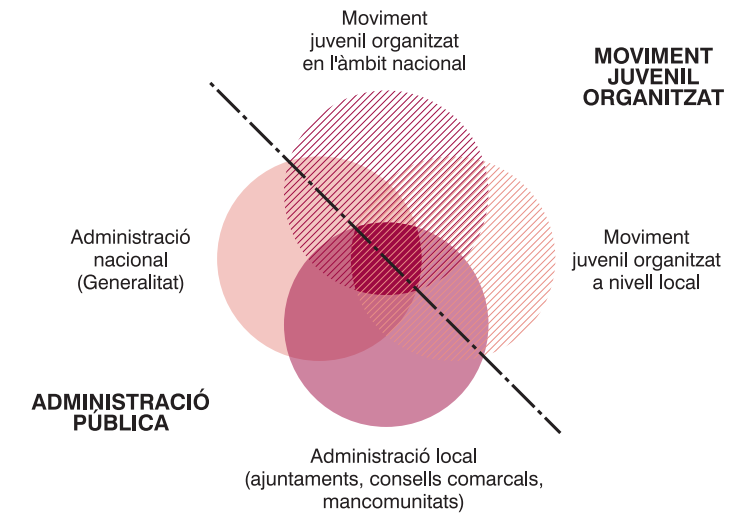 Moviment
juvenil organitzat
en l'àmbit nacional
MOVIMENT
JUVENIL
ORGANITZAT
Administració
nacional
(Generalitat)
Moviment
juvenil organitzat
a nivell local
ADMINISTRACIÓ
PÚBLICA
Administració local
(ajuntaments, consells comarcals,
mancomunitats)